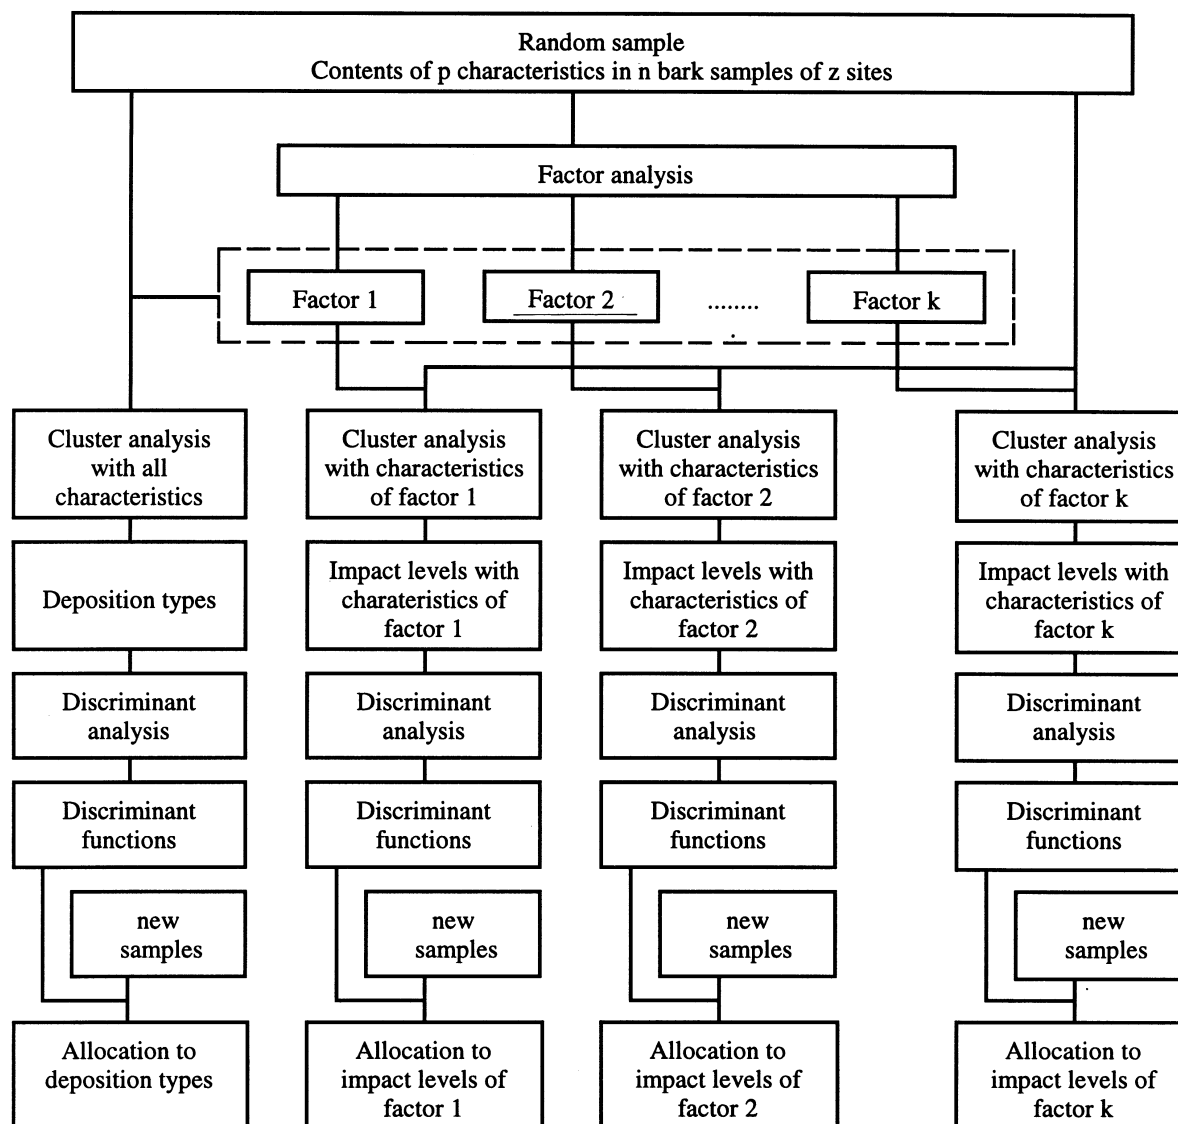 Random sample
Contents of p characteristics in n bark samples of z sites
Factor analysis
Factor 1
Factor 2
........
Factor k
Cluster analysis
with all
characteristics
Cluster analysis
with characteristics
of factor 1
Cluster analysis
with characteristics
of factor 2
Cluster analysis
with characteristics
of factor k
Deposition types
Impact levels with
charateristics of
factor 1
Impact levels with
characteristics of
factor 2
Impact levels with
characteristics of
factor k
Discriminant
analysis
Discriminant
analysis
Discriminant
analysis
Discriminant
analysis
Discriminant
functions
Discriminant
functions
Discriminant
functions
Discriminant
functions
new
samples
new
samples
new
samples
new
samples
Allocation to
deposition types
Allocation to
impact levels of
factor 1
Allocation to
impact levels of
factor 2
Allocation to
impact levels of
factor k